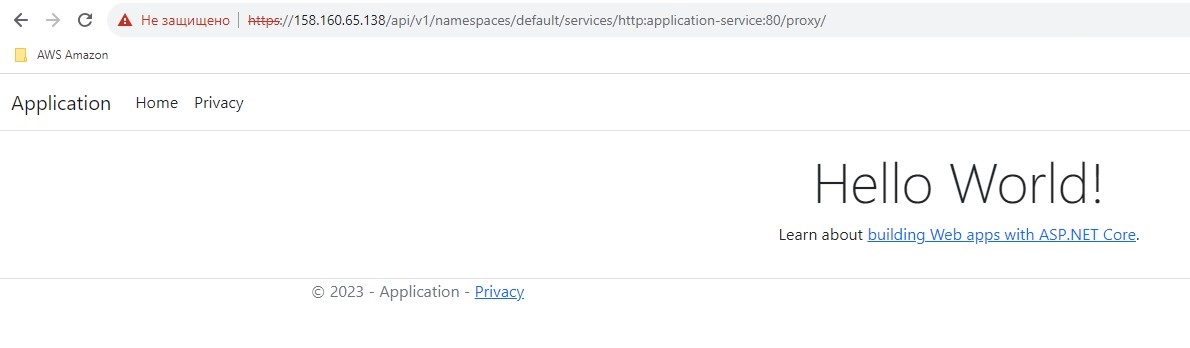 Не защищено https://158.160.65.138/api/v1/namespaces/default/services/http:application-service:80/proxy/
AWS Amazon
Application Home Privacy
Hello World!
Learn about building Web apps with ASP.NET Core.
© 2023 - Application - Privacy